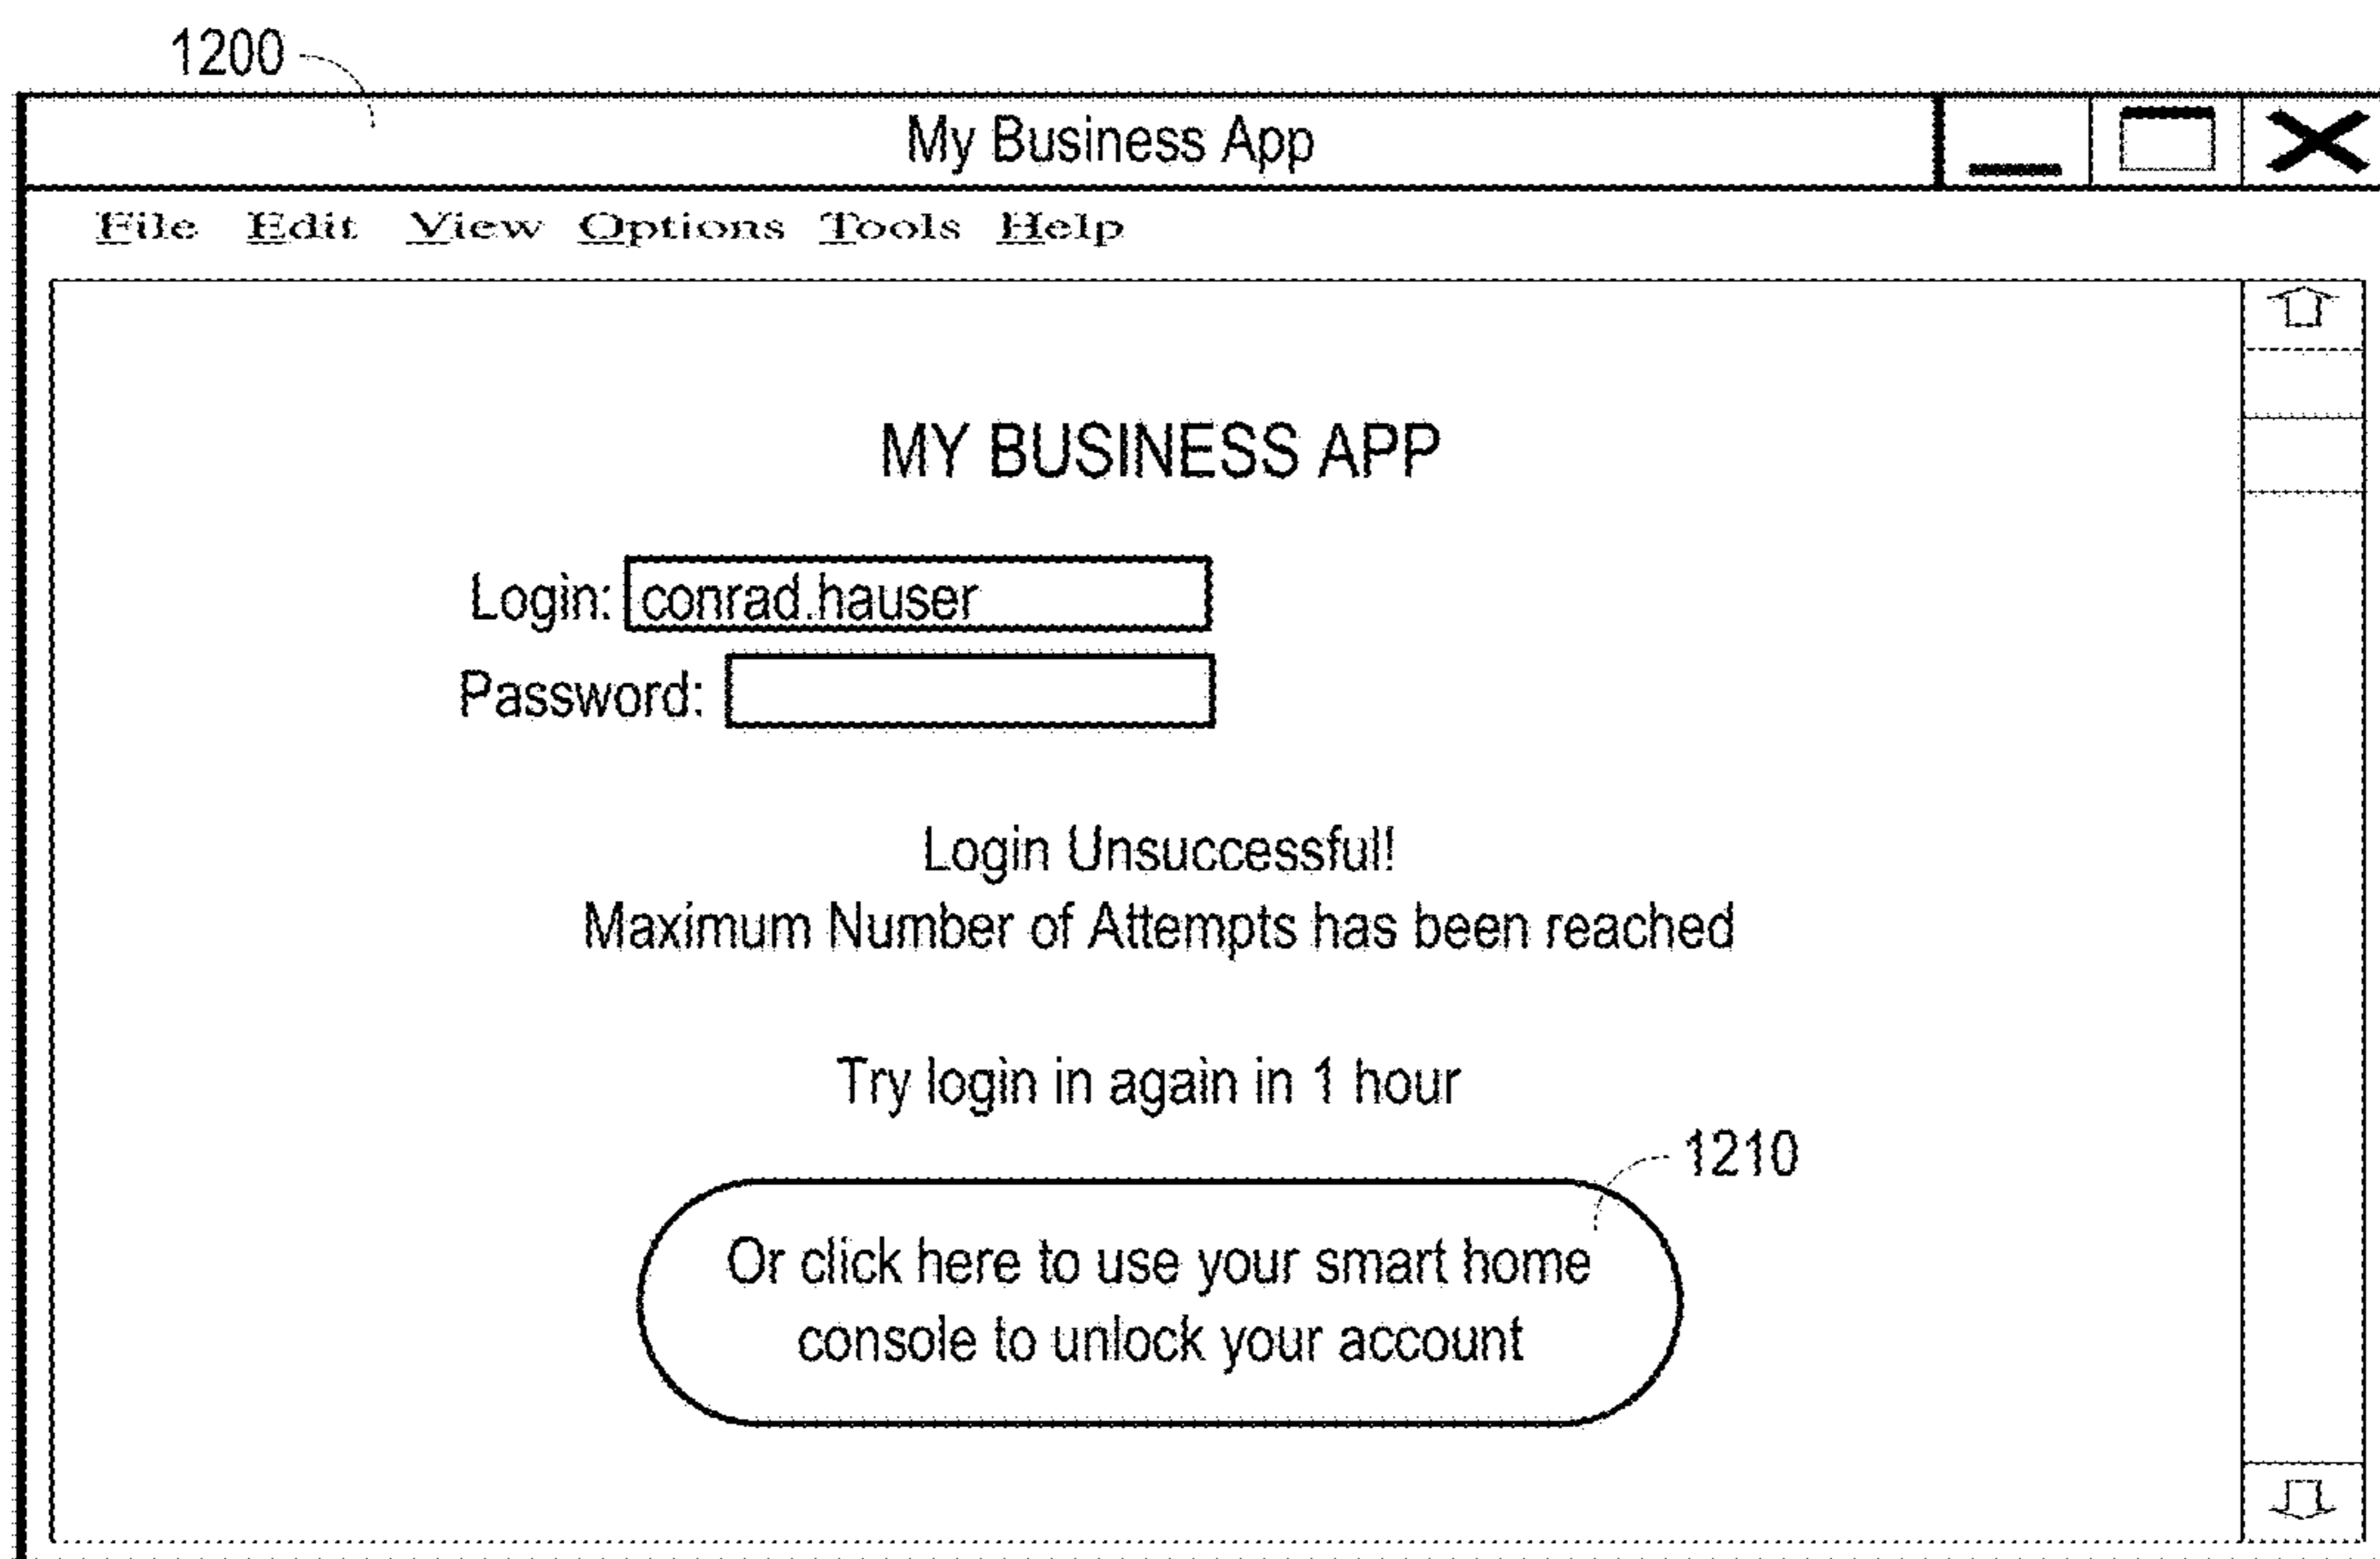 1200
My Business App
File Edit View Options Tools Help
MY BUSINESS APP
Login: conrad.hauser
Password:
Login Unsuccessful!
Maximum Number of Attempts has been reached
Try login in again in 1 hour
1210
Or click here to use your smart home
console to unlock your account